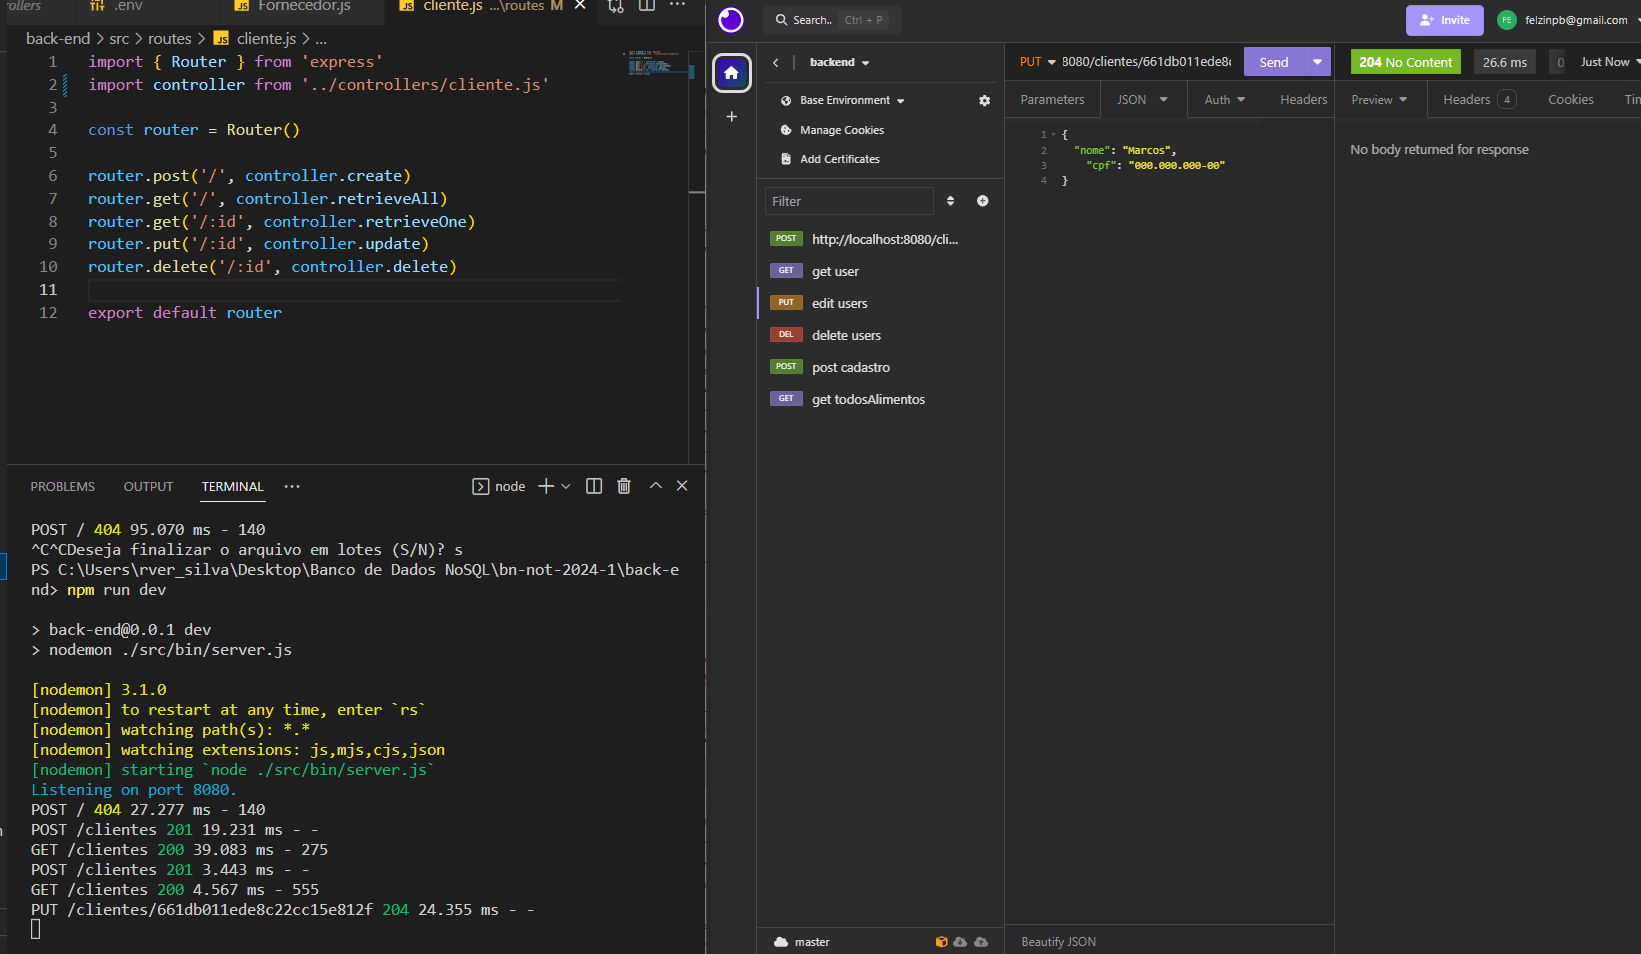 ollers
.env
Fornecedor.js
cliente.js ...\routes M
back-end > src > routes > JS cliente.js > ...
1 import { Router } from 'express'
2 import controller from '../controllers/cliente.js'
3
4 const router = Router()
5
6 router.post('/', controller.create)
7 router.get('/', controller.retrieveAll)
8 router.get('/:id', controller.retrieveOne)
9 router.put('/:id', controller.update)
10 router.delete('/:id', controller.delete)
11
12 export default router
PROBLEMS OUTPUT TERMINAL ... node
POST / 404 95.070 ms - 140
^C^CDeseja finalizar o arquivo em lotes (S/N)? s
PS C:\Users\rver_silva\Desktop\Banco de Dados NoSQL\bn-not-2024-1\back-e
nd> npm run dev
> back-end@0.0.1 dev
> nodemon ./src/bin/server.js
[nodemon] 3.1.0
[nodemon] to restart at any time, enter `rs`
[nodemon] watching path(s): *.*
[nodemon] watching extensions: js,mjs,cjs,json
[nodemon] starting `node ./src/bin/server.js`
Listening on port 8080.
POST / 404 27.277 ms - 140
POST /clientes 201 19.231 ms - -
GET /clientes 200 39.083 ms - 275
POST /clientes 201 3.443 ms - -
GET /clientes 200 4.567 ms - 555
PUT /clientes/661db011ede8c22cc15e812f 204 24.355 ms - -
Search.. Ctrl + P
Invite
FE felzinpb@gmail.com
backend
Base Environment
Manage Cookies
Add Certificates
Filter
POST http://localhost:8080/cli...
GET get user
PUT edit users
DEL delete users
POST post cadastro
GET get todosAlimentos
master
PUT 8080/clientes/661db011ede8 Send
Parameters JSON Auth Headers
1 {
2 "nome": "Marcos",
3 "cpf": "000.000.000-00"
4 }
Beautify JSON
204 No Content 26.6 ms 0 Just Now
Preview Headers 4 Cookies Tim
No body returned for response